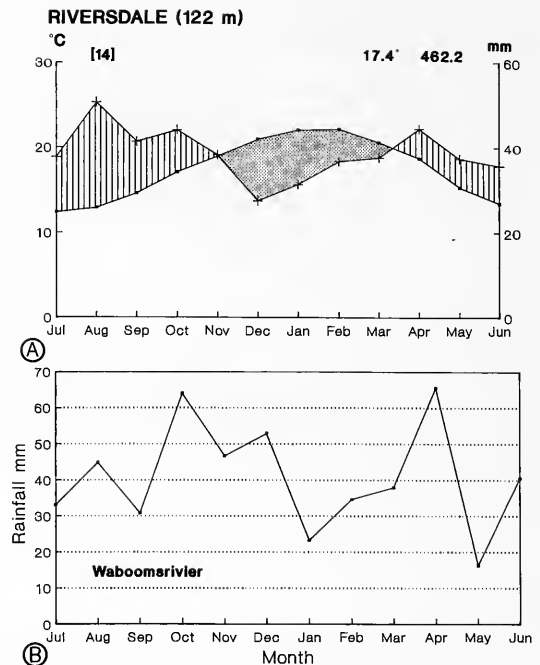 RIVERSDALE (122 m)
°C [14] 17.4° 462.2 mm
30 60
20 40
10 20
0 0
Jul Aug Sep Oct Nov Dec Jan Feb Mar Apr May Jun
A
70
60
50
40
30
20
10
0
Rainfall mm
Waboomsrivier
Jul Aug Sep Oct Nov Dec Jan Feb Mar Apr May Jun
B Month